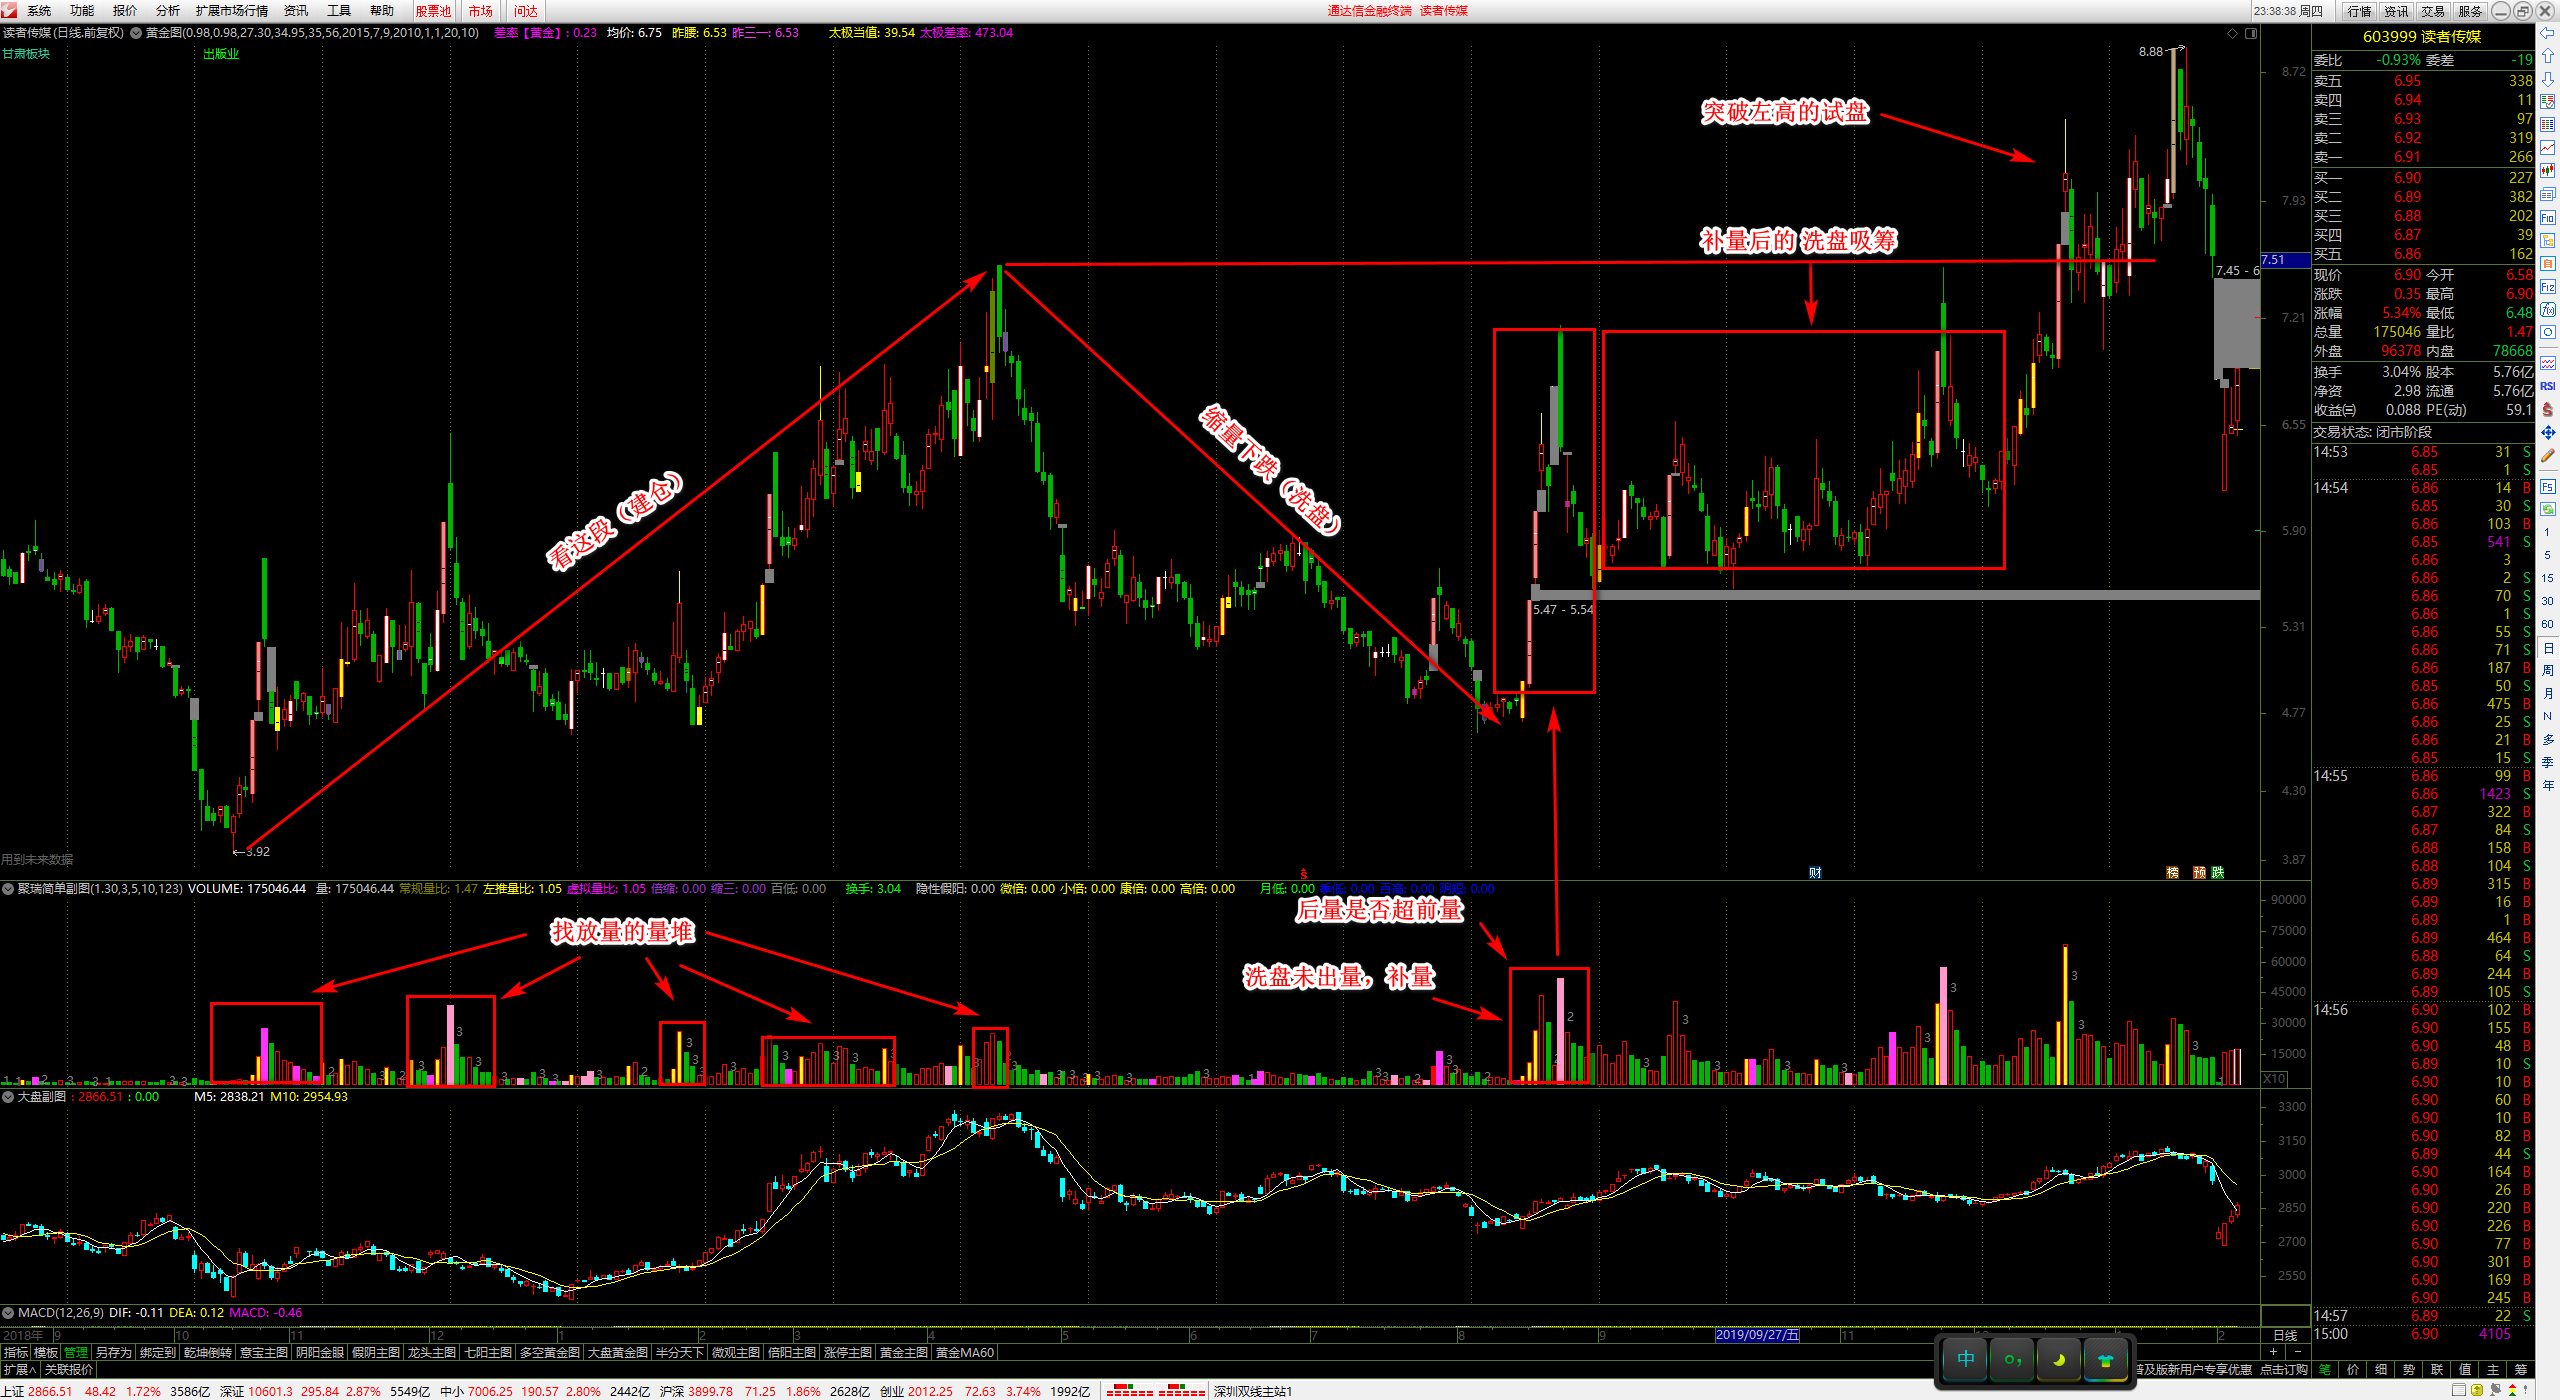 系统 功能 报价 分析 扩展市场行情 资讯 工具 帮助 股票池 市场 问达 通达信金融终端 读者传媒 23:38:38 周四 行情 资讯 交易 服务
读者传媒(日线.前复权) 黄金图(0.98,0.98,27.30,34.95,35,56,2015,7,9,2010,1,1,20,10) 差率【黄金】: 0.23 均价: 6.75 昨腰: 6.53 昨三一: 6.53 太极当值: 39.54 太极差率: 473.04
甘肃板块 出版业
8.88
突破左高的试盘
补量后的 洗盘吸筹
看这段（建仓）
缩量下跌（洗盘）
7.45 - 6
5.47 - 5.54
3.92
用到未来数据
财 榜 预 跌
8.72
7.93
7.51
7.21
6.55
5.90
5.31
4.77
4.30
3.87
聚瑞简单副图(1.30,3,5,10,123) VOLUME: 175046.44 量: 175046.44 常规量比: 1.47 左推量比: 1.05 虚拟量比: 1.05 倍缩: 0.00 缩三: 0.00 百低: 0.00 换手: 3.04 隐性假阳: 0.00 微倍: 0.00 小倍: 0.00 康倍: 0.00 高倍: 0.00 月低: 0.00 季低: 0.00 百高: 0.00
找放量的量堆
后量是否超前量
洗盘未出量，补量
90000
75000
60000
45000
30000
15000
X10
大盘副图 : 2866.51 : 0.00 M5: 2838.21 M10: 2954.93
3300
3150
3000
2850
2700
2550
MACD(12,26,9) DIF: -0.11 DEA: 0.12 MACD: -0.46
2018年 9 10 11 12 1 2 3 4 5 6 7 8 9 2019/09/27/五 11 2 日线
指标 模板 管理 另存为 绑定到 乾坤倒转 意宝主图 阴阳金眼 假阴主图 龙头主图 七阳主图 多空黄金图 大盘黄金图 半分天下 微观主图 倍阳主图 涨停主图 黄金主图 黄金MA60
扩展∧ 关联报价 普及版新用户专享优惠 点击订购
中
上证 2866.51 48.42 1.72% 3586亿 深证 10601.3 295.84 2.87% 5549亿 中小 7006.25 190.57 2.80% 2442亿 沪深 3899.78 71.25 1.86% 2628亿 创业 2012.25 72.63 3.74% 1992亿 深圳双线主站1
603999 读者传媒
委比 -0.93% 委差 -19
卖五 6.95 338
卖四 6.94 11
卖三 6.93 97
卖二 6.92 319
卖一 6.91 266
买一 6.90 227
买二 6.89 382
买三 6.88 202
买四 6.87 39
买五 6.86 162
现价 6.90 今开 6.58
涨跌 0.35 最高 6.90
涨幅 5.34% 最低 6.48
总量 175046 量比 1.47
外盘 96378 内盘 78668
换手 3.04% 股本 5.76亿
净资 2.98 流通 5.76亿
收益㈢ 0.088 PE(动) 59.1
交易状态: 闭市阶段
14:53 6.85 31 S
6.85 1 S
14:54 6.86 14 B
6.85 30 S
6.86 103 B
6.85 541 S
6.86 3
6.86 2 S
6.86 70 S
6.86 1 S
6.86 55 S
6.86 71 S
6.86 187 B
6.85 50 S
6.86 475 B
6.86 25 S
6.86 21 B
6.85 15 S
14:55 6.86 99 B
6.86 1423 S
6.87 322 B
6.87 84 S
6.88 158 B
6.88 104 S
6.89 315 B
6.89 16 B
6.89 1 B
6.89 464 B
6.88 64 S
6.89 244 B
6.89 105 S
14:56 6.90 102 B
6.90 155 B
6.90 48 B
6.89 10 S
6.90 10 B
6.90 60 B
6.90 10 B
6.90 82 B
6.89 44 S
6.90 164 B
6.90 26 B
6.90 220 B
6.90 226 B
6.90 77 B
6.90 301 B
6.90 169 B
6.90 245 B
14:57 6.89 22 S
15:00 6.90 4105
笔 价 细 势 联 值 主 筹
RSI
1
5
15
30
60
日
周
月
N
多
季
年